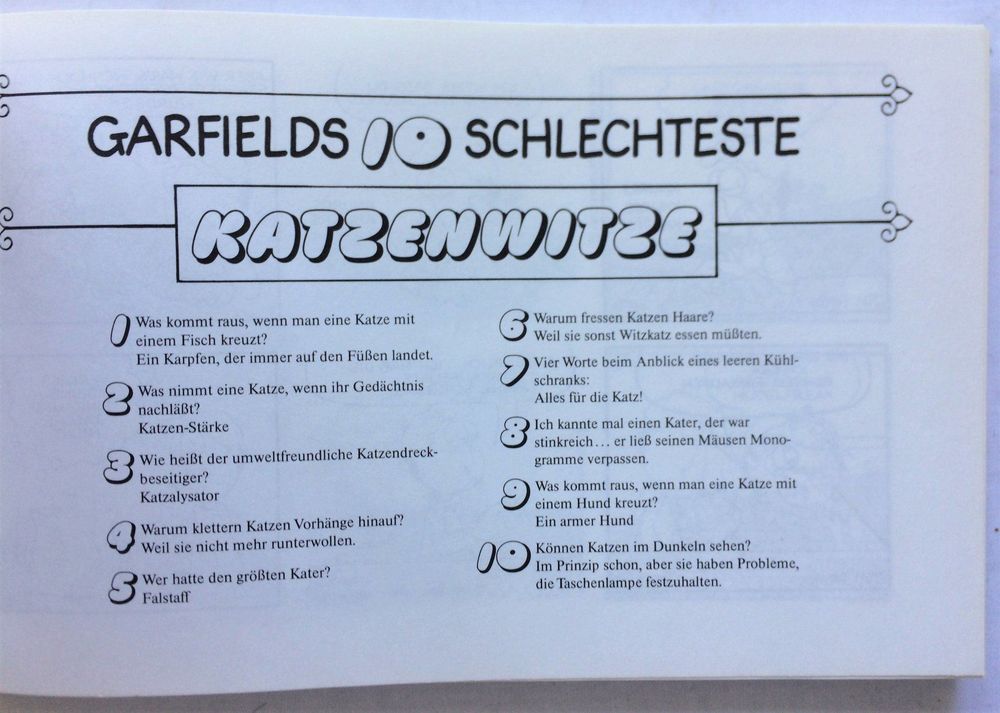 GARFIELDS 10 SCHLECHTESTE
KATZENWITZE
1 Was kommt raus, wenn man eine Katze mit
einem Fisch kreuzt?
Ein Karpfen, der immer auf den Füßen landet.
2 Was nimmt eine Katze, wenn ihr Gedächtnis
nachläßt?
Katzen-Stärke
3 Wie heißt der umweltfreundliche Katzendreck-
beseitiger?
Katzalysator
4 Warum klettern Katzen Vorhänge hinauf?
Weil sie nicht mehr runterwollen.
5 Wer hatte den größten Kater?
Falstaff
6 Warum fressen Katzen Haare?
Weil sie sonst Witzkatz essen müßten.
7 Vier Worte beim Anblick eines leeren Kühl-
schranks:
Alles für die Katz!
8 Ich kannte mal einen Kater, der war
stinkreich... er ließ seinen Mäusen Mono-
gramme verpassen.
9 Was kommt raus, wenn man eine Katze mit
einem Hund kreuzt?
Ein armer Hund
10 Können Katzen im Dunkeln sehen?
Im Prinzip schon, aber sie haben Probleme,
die Taschenlampe festzuhalten.